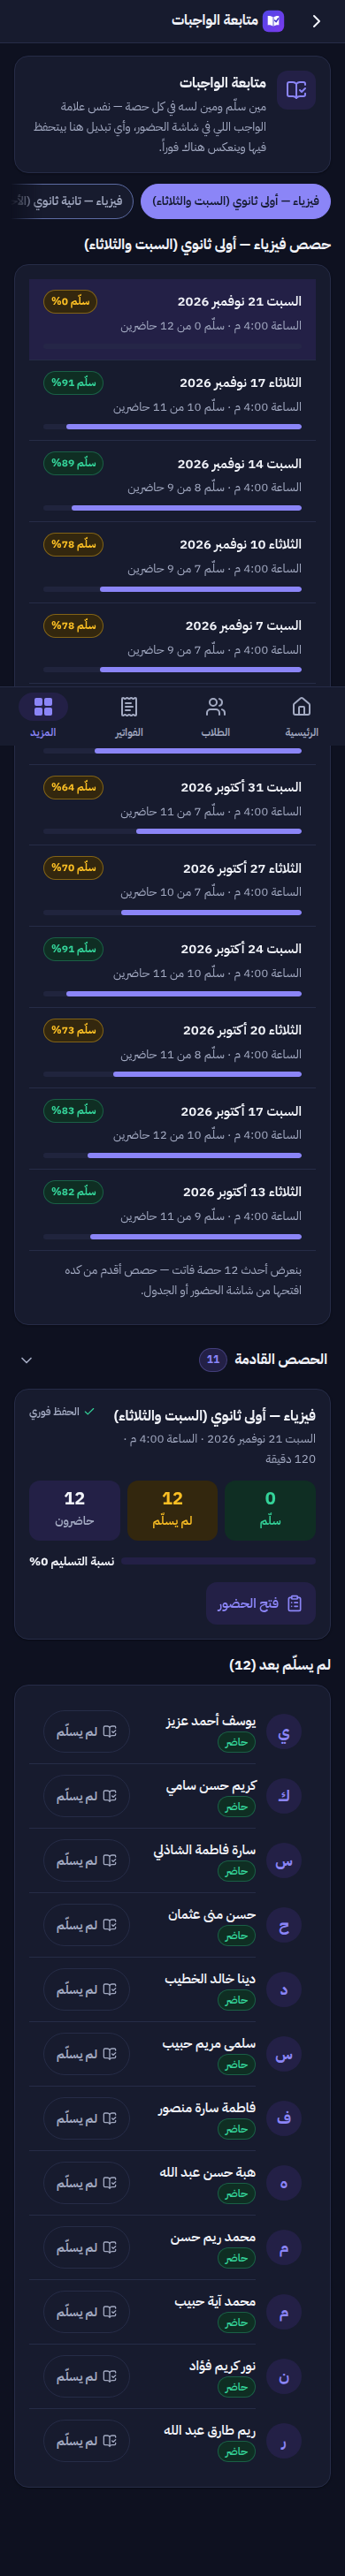 متابعة الواجبات
متابعة الواجبات
مين سلّم ومين لسه في كل حصة — نفس علامة
الواجب اللي في شاشة الحضور، وأي تبديل هنا بيتحفظ
فيها وينعكس هناك فوراً.
فيزياء — أولى ثانوي (السبت والثلاثاء)
فيزياء — تانية ثانوي
حصص فيزياء — أولى ثانوي (السبت والثلاثاء)
السبت 21 نوفمبر 2026
سلّم 0%
الساعة 4:00 م · سلّم 0 من 12 حاضرين
الثلاثاء 17 نوفمبر 2026
سلّم 91%
الساعة 4:00 م · سلّم 10 من 11 حاضرين
السبت 14 نوفمبر 2026
سلّم 89%
الساعة 4:00 م · سلّم 8 من 9 حاضرين
الثلاثاء 10 نوفمبر 2026
سلّم 78%
الساعة 4:00 م · سلّم 7 من 9 حاضرين
السبت 7 نوفمبر 2026
سلّم 78%
الساعة 4:00 م · سلّم 7 من 9 حاضرين
الرئيسية
الطلاب
الفواتير
المزيد
السبت 31 أكتوبر 2026
سلّم 64%
الساعة 4:00 م · سلّم 7 من 11 حاضرين
الثلاثاء 27 أكتوبر 2026
سلّم 70%
الساعة 4:00 م · سلّم 7 من 10 حاضرين
السبت 24 أكتوبر 2026
سلّم 91%
الساعة 4:00 م · سلّم 10 من 11 حاضرين
الثلاثاء 20 أكتوبر 2026
سلّم 73%
الساعة 4:00 م · سلّم 8 من 11 حاضرين
السبت 17 أكتوبر 2026
سلّم 83%
الساعة 4:00 م · سلّم 10 من 12 حاضرين
الثلاثاء 13 أكتوبر 2026
سلّم 82%
الساعة 4:00 م · سلّم 9 من 11 حاضرين
بنعرض أحدث 12 حصة فاتت — حصص أقدم من كده
افتحها من شاشة الحضور أو الجدول.
الحصص القادمة
11
فيزياء — أولى ثانوي (السبت والثلاثاء)
الحفظ فوري
السبت 21 نوفمبر 2026 · الساعة 4:00 م ·
120 دقيقة
0
سلّم
12
لم يسلّم
12
حاضرون
نسبة التسليم 0%
فتح الحضور
لم يسلّم بعد (12)
ي
يوسف أحمد عزيز
حاضر
لم يسلّم
ك
كريم حسن سامي
حاضر
لم يسلّم
س
سارة فاطمة الشاذلي
حاضر
لم يسلّم
ح
حسن منى عثمان
حاضر
لم يسلّم
د
دينا خالد الخطيب
حاضر
لم يسلّم
س
سلمى مريم حبيب
حاضر
لم يسلّم
ف
فاطمة سارة منصور
حاضر
لم يسلّم
ه
هبة حسن عبد الله
حاضر
لم يسلّم
م
محمد ريم حسن
حاضر
لم يسلّم
م
محمد آية حبيب
حاضر
لم يسلّم
ن
نور كريم فؤاد
حاضر
لم يسلّم
ر
ريم طارق عبد الله
حاضر
لم يسلّم